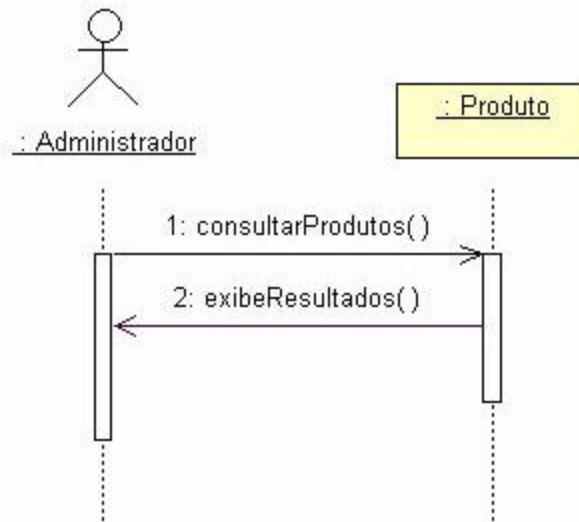 : Administrador
: Produto
1: consultarProdutos( )
2: exibeResultados( )